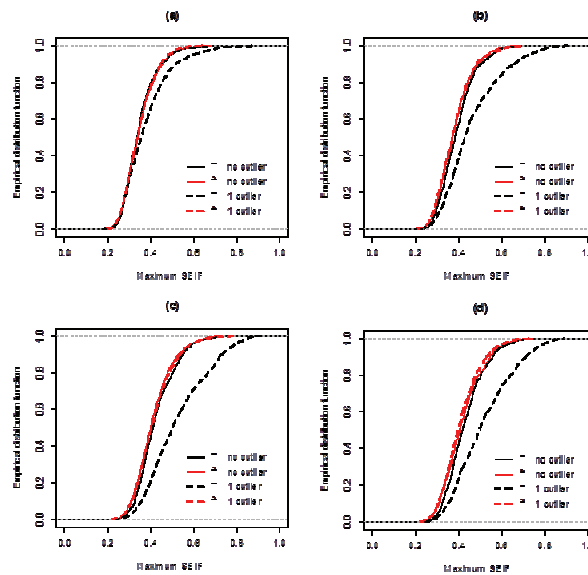 (a)
Empirical distribution function
1.0
0.8
0.6
0.4
0.2
0.0
no outlier
no outlier
1 outlier
1 outlier
0.0 0.2 0.4 0.6 0.8 1.0
Maximum SEIF
(b)
Empirical distribution function
1.0
0.8
0.6
0.4
0.2
0.0
no outlier
no outlier
1 outlier
1 outlier
0.0 0.2 0.4 0.6 0.8 1.0
Maximum SEIF
(c)
Empirical distribution function
1.0
0.8
0.6
0.4
0.2
0.0
no outlier
no outlier
1 outlier
1 outlier
0.0 0.2 0.4 0.6 0.8 1.0
Maximum SEIF
(d)
Empirical distribution function
1.0
0.8
0.6
0.4
0.2
0.0
no outlier
no outlier
1 outlier
1 outlier
0.0 0.2 0.4 0.6 0.8 1.0
Maximum SEIF